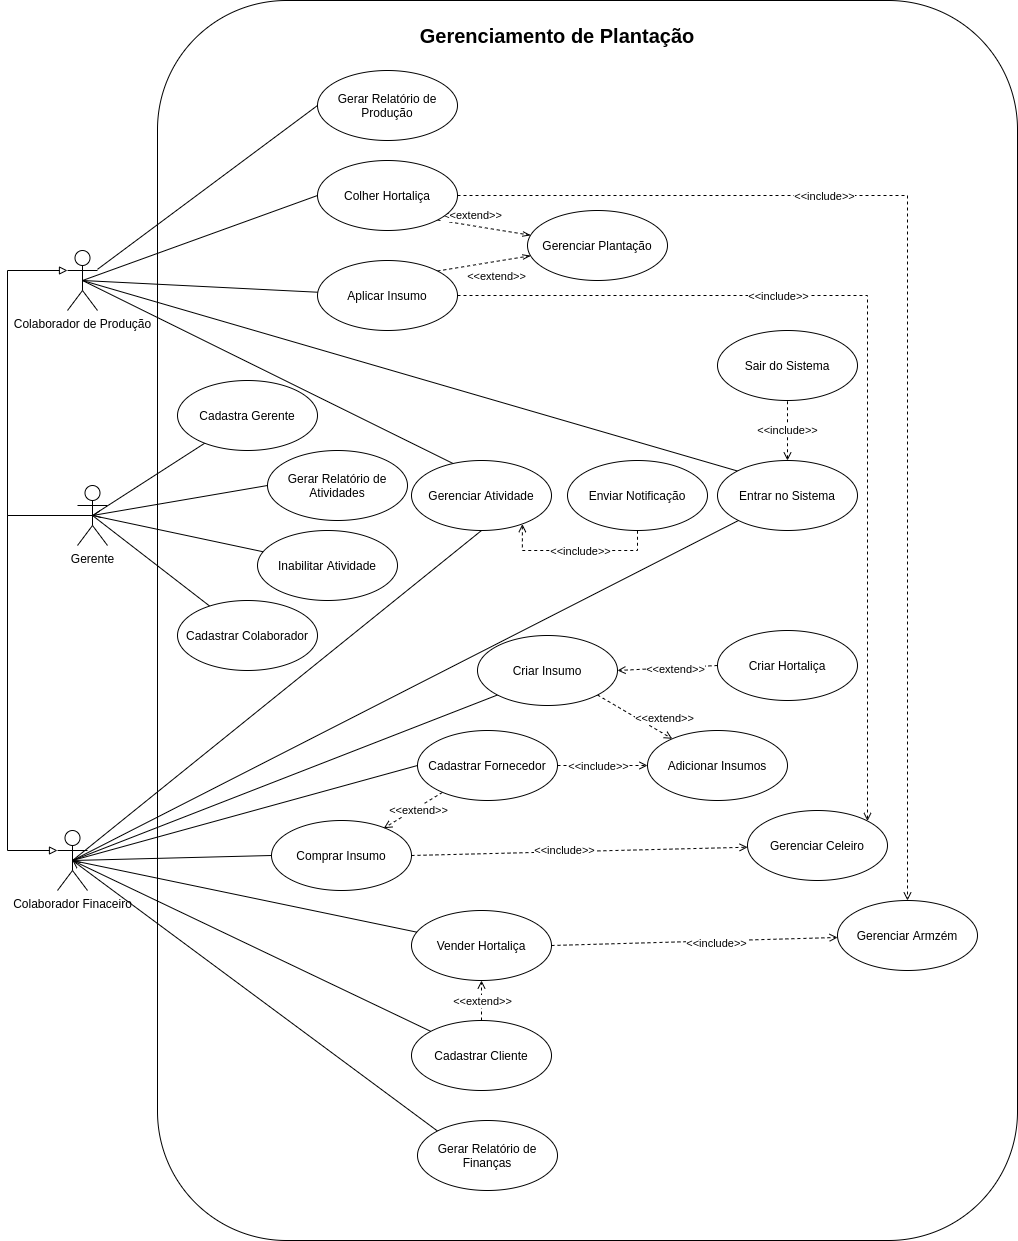 Gerenciamento de Plantação
Gerar Relatório de
Produção
Colher Hortaliça
<<include>>
<<extend>>
Gerenciar Plantação
<<extend>>
Aplicar Insumo
<<include>>
Colaborador de Produção
Sair do Sistema
<<include>>
Cadastra Gerente
Gerar Relatório de
Atividades
Gerenciar Atividade
Enviar Notificação
Entrar no Sistema
<<include>>
Gerente
Inabilitar Atividade
Cadastrar Colaborador
Criar Insumo
<<extend>>
Criar Hortaliça
<<extend>>
Cadastrar Fornecedor
<<include>>
Adicionar Insumos
<<extend>>
Comprar Insumo
<<include>>
Gerenciar Celeiro
Colaborador Finaceiro
Vender Hortaliça
<<include>>
Gerenciar Armzém
<<extend>>
Cadastrar Cliente
Gerar Relatório de
Finanças